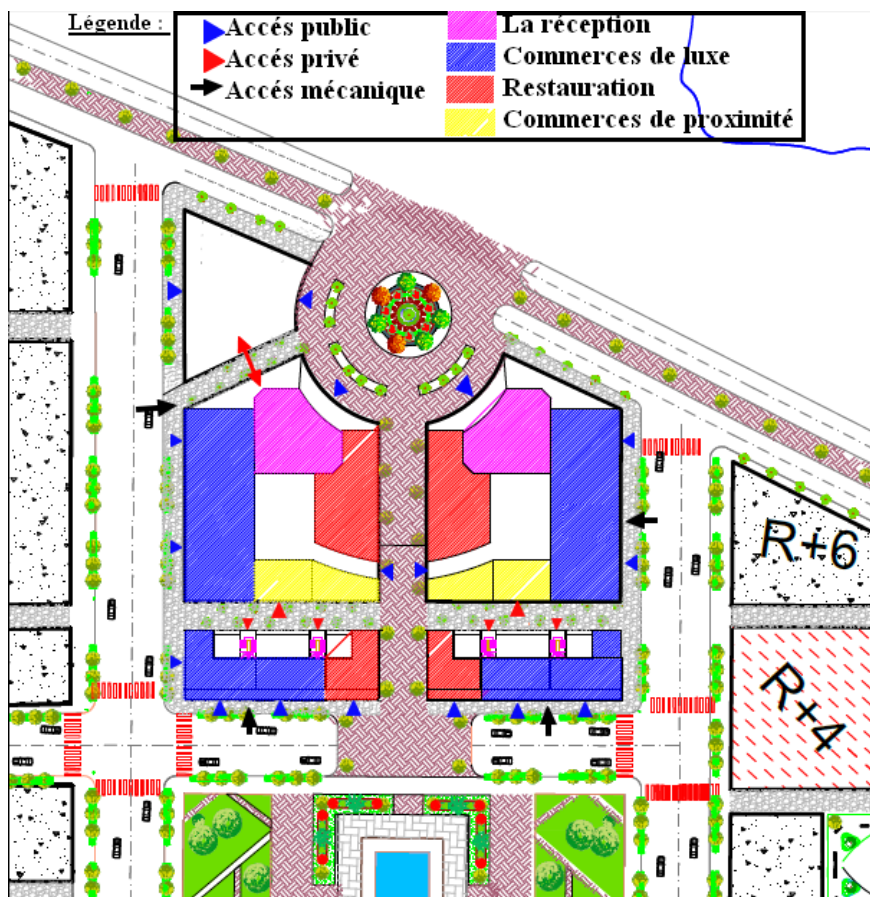 Légende :
Accés public
Accés privé
Accés mécanique
La réception
Commerces de luxe
Restauration
Commerces de proximité
R+6
R+4